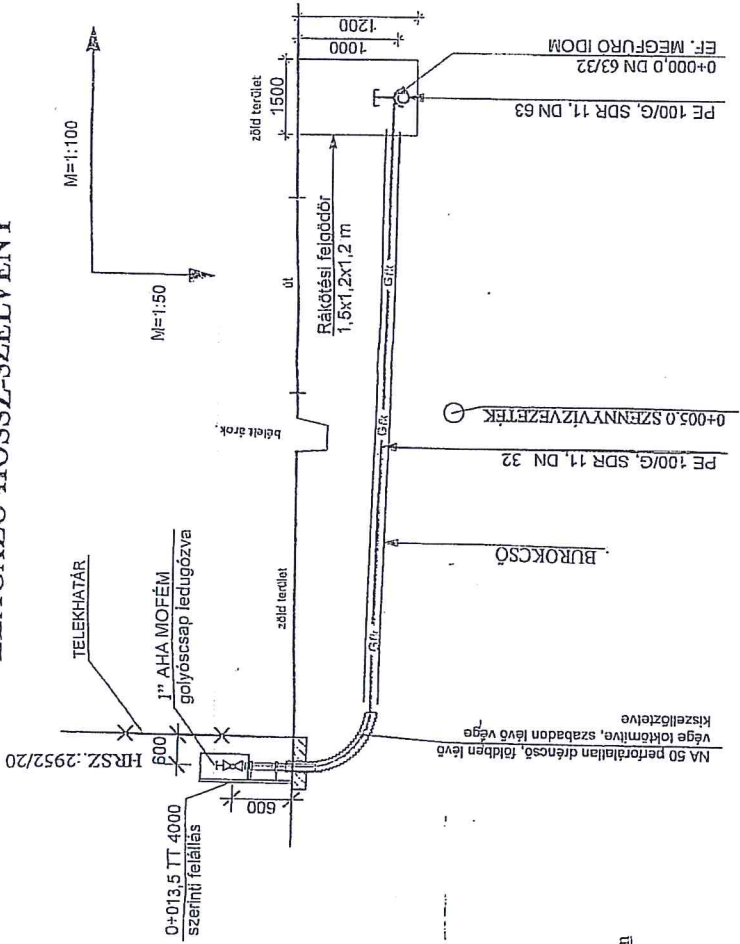 M=1:100
M=1:50
TELEKHATÁR
HRSZ.:2952/20
600
1" AHA MOFÉM
golyóscsap ledugózva
600
0+013,5 TT 4000
szerinti felállás
zöld terület
bélelt árok.
út
zöld terület
1500
1000
1200
Rákötési fejgödör
1,5x1,2x1,2 m
Gfk
Gfk
Gfk
0+000,0 DN 63/32
EF. MEGFÚRÓ IDOM
PE 100/G, SDR 11, DN 63
0+005.0 SZENNYVÍZVEZETÉK
PE 100/G, SDR 11, DN 32
BUROKCSŐ
NA 50 perforálatlan dréncső, földben lévő
vége toktömítve, szabadon lévő vége
kiszellőztetve